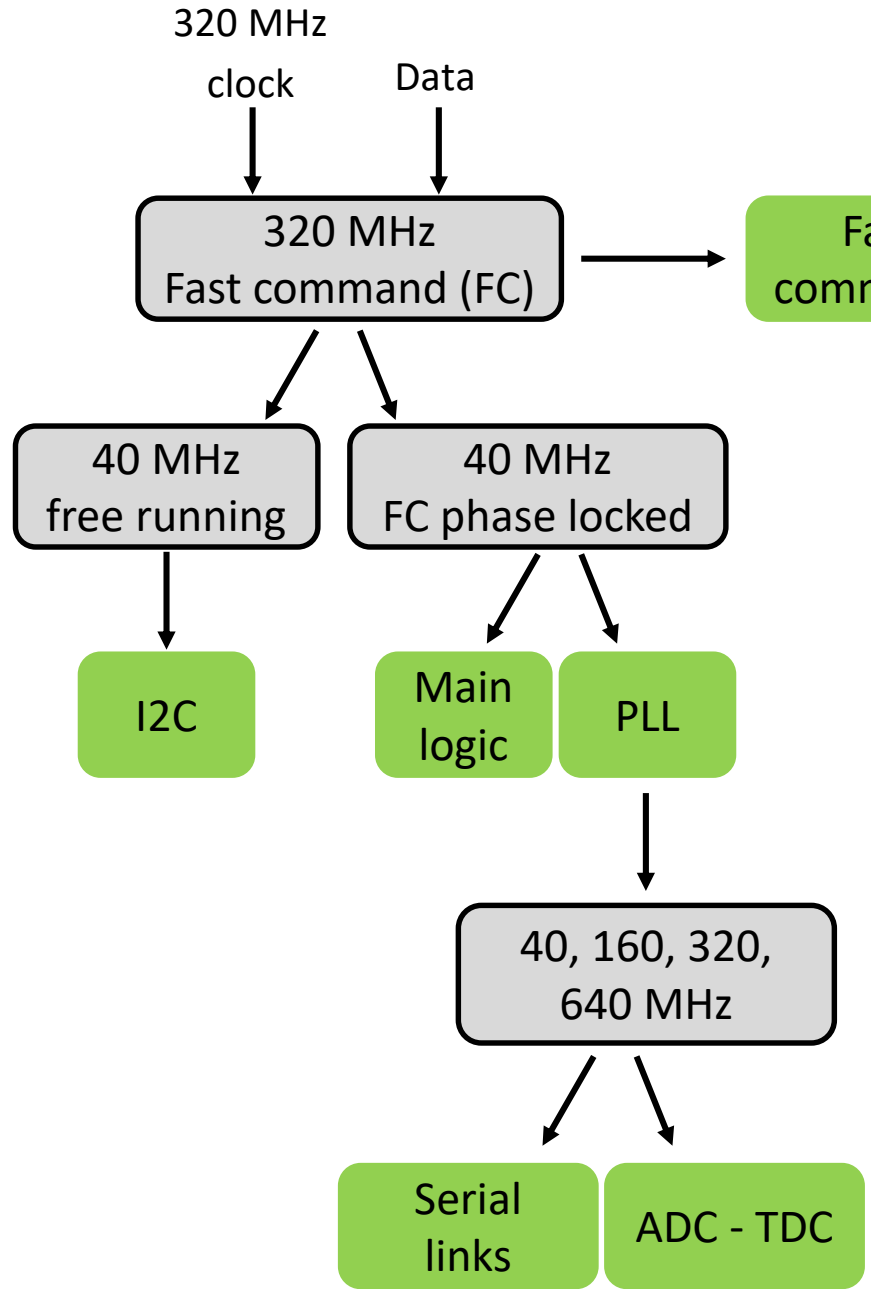 320 MHz
clock
Data
320 MHz
Fast command (FC)
40 MHz
free running
40 MHz
FC phase locked
I2C
Main
logic
PLL
40, 160, 320,
640 MHz
Serial
links
ADC - TDC